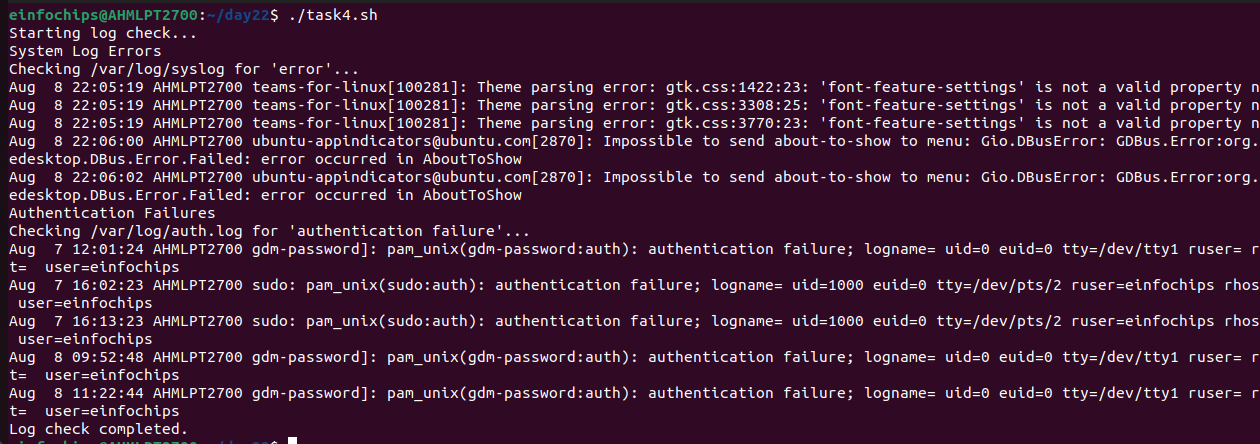 einfochips@AHMLPT2700:~/day22$ ./task4.sh
Starting log check...
System Log Errors
Checking /var/log/syslog for 'error'...
Aug  8 22:05:19 AHMLPT2700 teams-for-linux[100281]: Theme parsing error: gtk.css:1422:23: 'font-feature-settings' is not a valid property n
Aug  8 22:05:19 AHMLPT2700 teams-for-linux[100281]: Theme parsing error: gtk.css:3308:25: 'font-feature-settings' is not a valid property n
Aug  8 22:05:19 AHMLPT2700 teams-for-linux[100281]: Theme parsing error: gtk.css:3770:23: 'font-feature-settings' is not a valid property n
Aug  8 22:06:00 AHMLPT2700 ubuntu-appindicators@ubuntu.com[2870]: Impossible to send about-to-show to menu: Gio.DBusError: GDBus.Error:org.
edesktop.DBus.Error.Failed: error occurred in AboutToShow
Aug  8 22:06:02 AHMLPT2700 ubuntu-appindicators@ubuntu.com[2870]: Impossible to send about-to-show to menu: Gio.DBusError: GDBus.Error:org.
edesktop.DBus.Error.Failed: error occurred in AboutToShow
Authentication Failures
Checking /var/log/auth.log for 'authentication failure'...
Aug  7 12:01:24 AHMLPT2700 gdm-password]: pam_unix(gdm-password:auth): authentication failure; logname= uid=0 euid=0 tty=/dev/tty1 ruser= r
t=  user=einfochips
Aug  7 16:02:23 AHMLPT2700 sudo: pam_unix(sudo:auth): authentication failure; logname= uid=1000 euid=0 tty=/dev/pts/2 ruser=einfochips rhos
 user=einfochips
Aug  7 16:13:23 AHMLPT2700 sudo: pam_unix(sudo:auth): authentication failure; logname= uid=1000 euid=0 tty=/dev/pts/2 ruser=einfochips rhos
 user=einfochips
Aug  8 09:52:48 AHMLPT2700 gdm-password]: pam_unix(gdm-password:auth): authentication failure; logname= uid=0 euid=0 tty=/dev/tty1 ruser= r
t=  user=einfochips
Aug  8 11:22:44 AHMLPT2700 gdm-password]: pam_unix(gdm-password:auth): authentication failure; logname= uid=0 euid=0 tty=/dev/tty1 ruser= r
t=  user=einfochips
Log check completed.